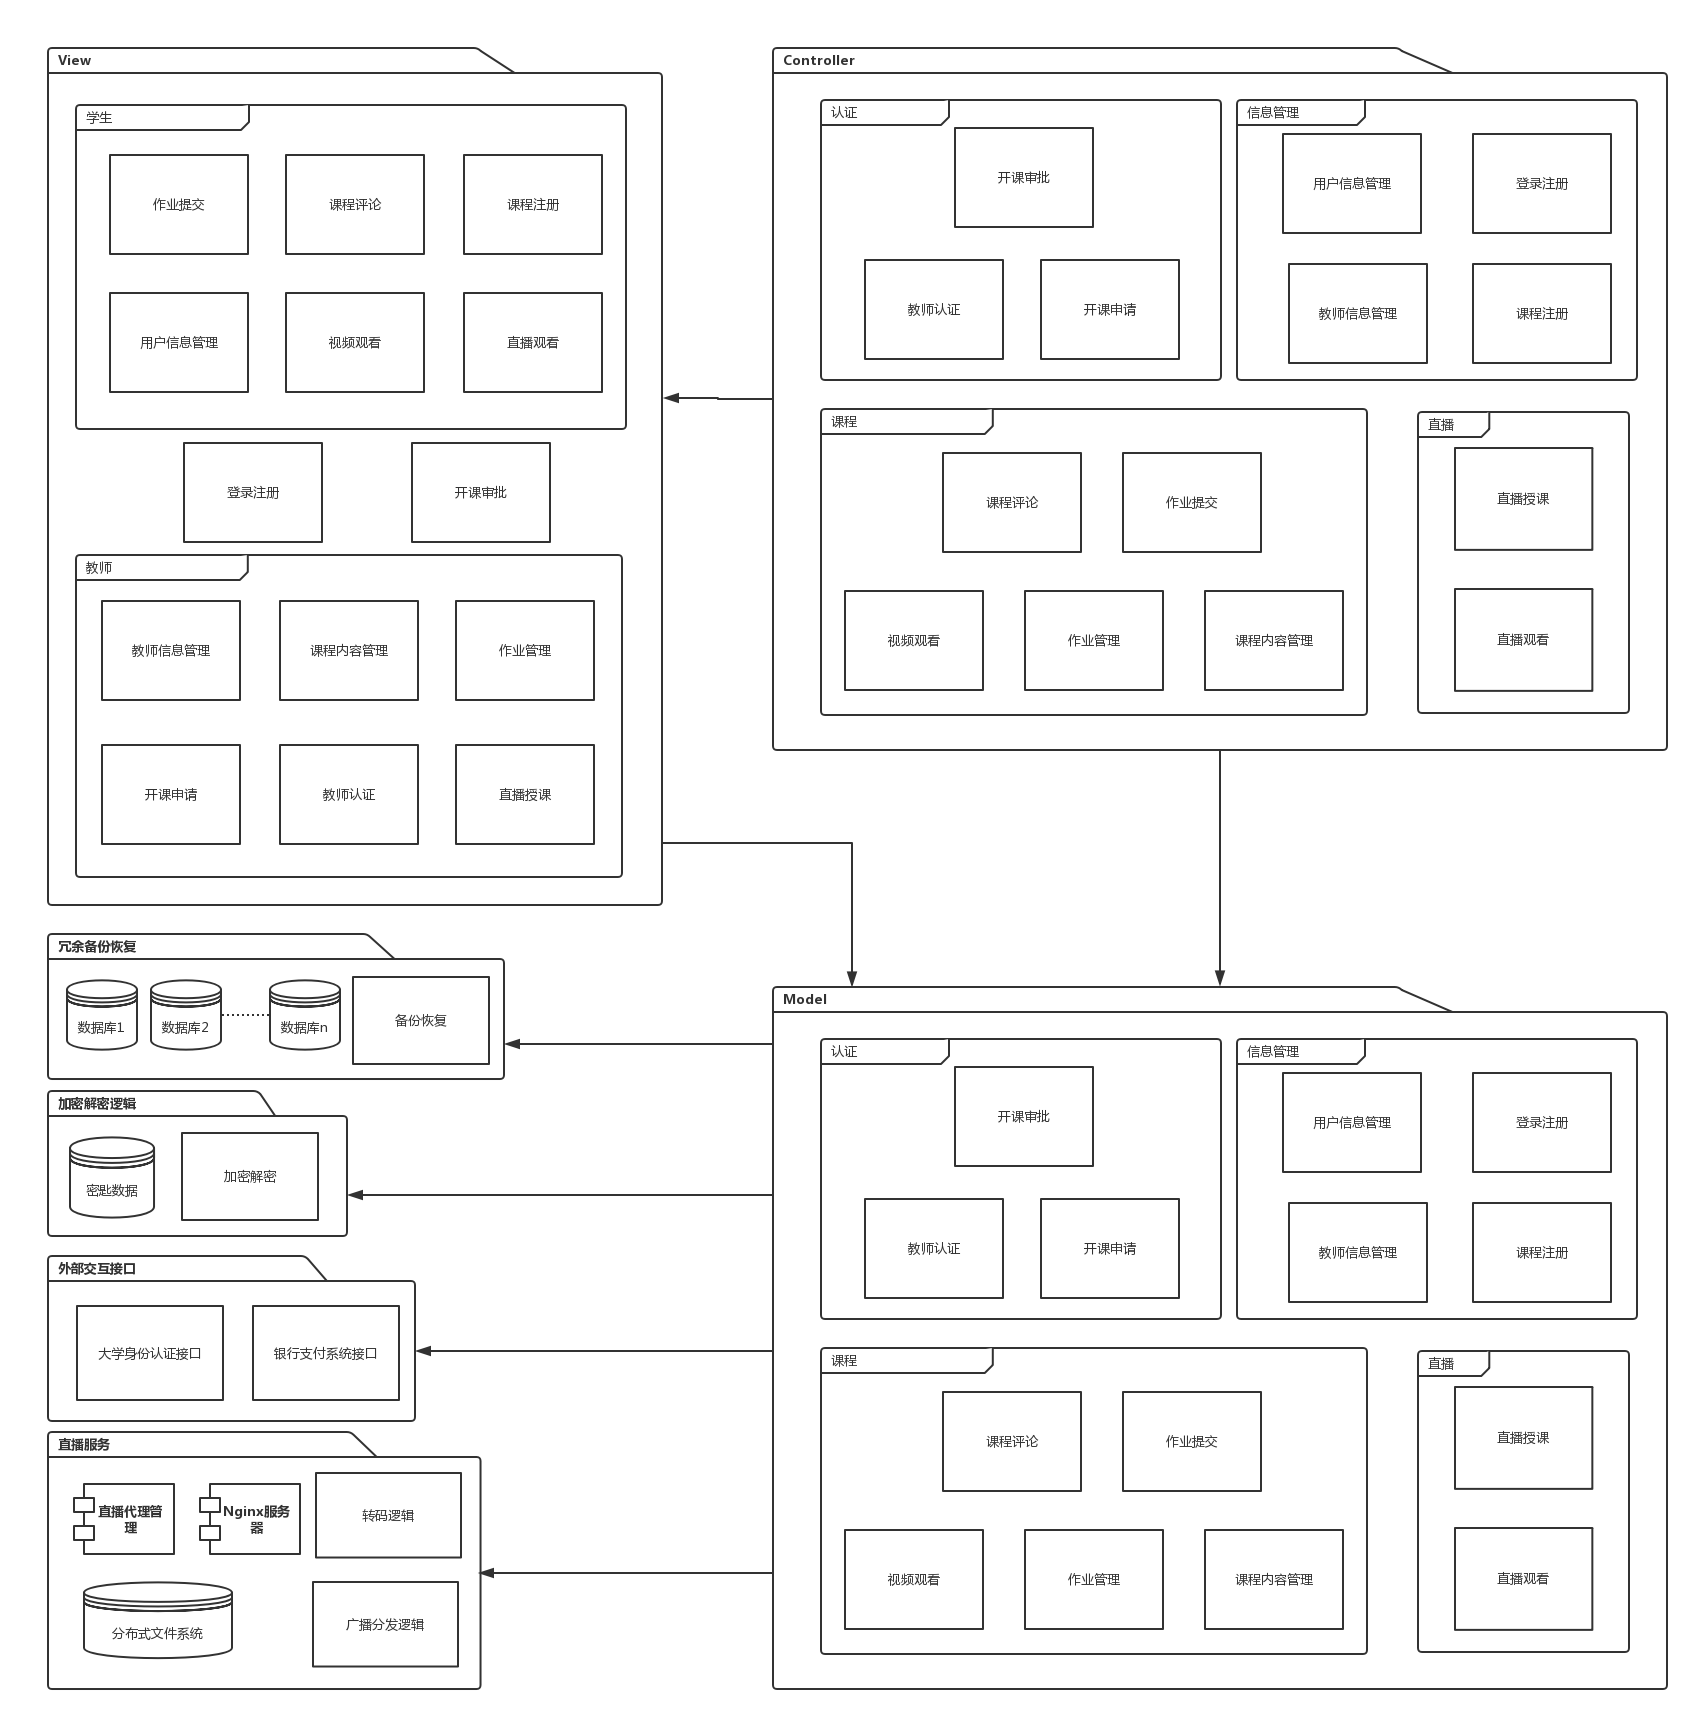 View
学生
作业提交
课程评论
课程注册
用户信息管理
视频观看
直播观看
登录注册
开课审批
教师
教师信息管理
课程内容管理
作业管理
开课申请
教师认证
直播授课
Controller
认证
开课审批
教师认证
开课申请
信息管理
用户信息管理
登录注册
教师信息管理
课程注册
课程
课程评论
作业提交
视频观看
作业管理
课程内容管理
直播
直播授课
直播观看
冗余备份恢复
数据库1
数据库2
数据库n
备份恢复
加密解密逻辑
密匙数据
加密解密
外部交互接口
大学身份认证接口
银行支付系统接口
直播服务
直播代理管
理
Nginx服务
器
转码逻辑
分布式文件系统
广播分发逻辑
Model
认证
开课审批
教师认证
开课申请
信息管理
用户信息管理
登录注册
教师信息管理
课程注册
课程
课程评论
作业提交
视频观看
作业管理
课程内容管理
直播
直播授课
直播观看